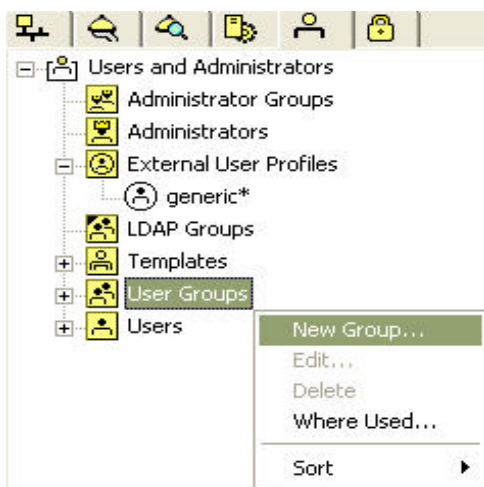 Users and Administrators
Administrator Groups
Administrators
External User Profiles
generic*
LDAP Groups
Templates
User Groups
Users
New Group...
Edit...
Delete
Where Used...
Sort